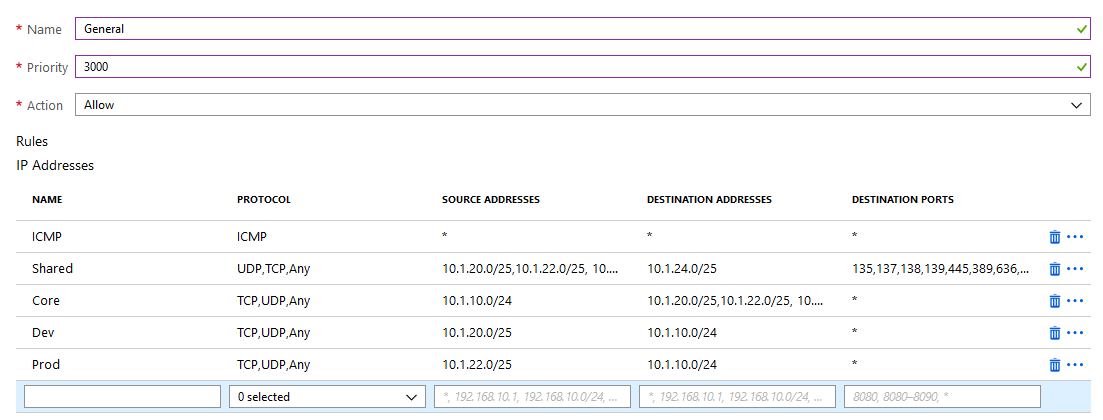 * Name General
* Priority 3000
* Action Allow
Rules
IP Addresses
NAME PROTOCOL SOURCE ADDRESSES DESTINATION ADDRESSES DESTINATION PORTS
ICMP ICMP * * *
Shared UDP,TCP,Any 10.1.20.0/25,10.1.22.0/25, 10.... 10.1.24.0/25 135,137,138,139,445,389,636,...
Core TCP,UDP,Any 10.1.10.0/24 10.1.20.0/25,10.1.22.0/25, 10.... *
Dev TCP,UDP,Any 10.1.20.0/25 10.1.10.0/24 *
Prod TCP,UDP,Any 10.1.22.0/25 10.1.10.0/24 *
0 selected *, 192.168.10.1, 192.168.10.0/24, ... *, 192.168.10.1, 192.168.10.0/24, ... 8080, 8080–8090, *